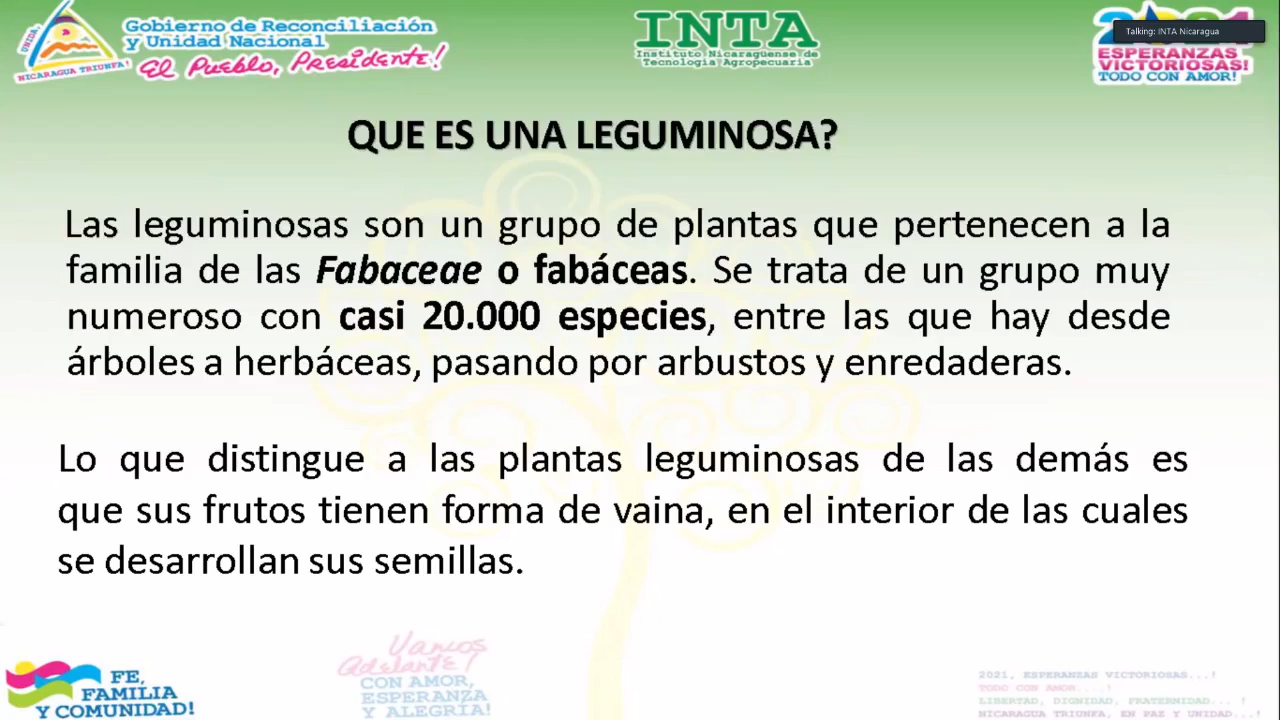 UNIDA,
NICARAGUA TRIUNFA!
Gobierno de Reconciliación
y Unidad Nacional
El Pueblo, Presidente!
INTA
Instituto Nicaragüense de
Tecnología Agropecuaria
Talking: INTA Nicaragua
ESPERANZAS
VICTORIOSAS!
TODO CON AMOR!
QUE ES UNA LEGUMINOSA?
Las leguminosas son un grupo de plantas que pertenecen a la
familia de las Fabaceae o fabáceas. Se trata de un grupo muy
numeroso con casi 20.000 especies, entre las que hay desde
árboles a herbáceas, pasando por arbustos y enredaderas.
Lo que distingue a las plantas leguminosas de las demás es
que sus frutos tienen forma de vaina, en el interior de las cuales
se desarrollan sus semillas.
FE,
FAMILIA
Y COMUNIDAD!
Vamos
Adelante!
CON AMOR,
ESPERANZA
Y ALEGRIA!
2021, ESPERANZAS VICTORIOSAS...!
TODO CON AMOR....!
LIBERTAD, DIGNIDAD, FRATERNIDAD... !
NICARAGUA TRIUNFA, EN PAZ Y UNIDAD...!